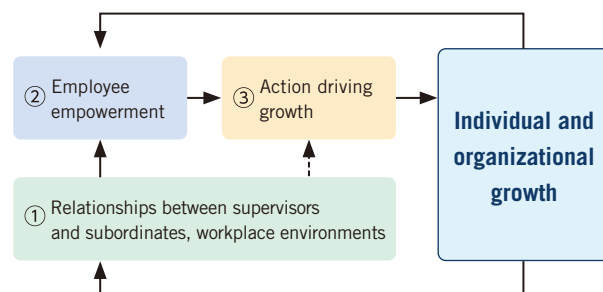 ② Employee
empowerment
③ Action driving
growth
Individual and
organizational
growth
① Relationships between supervisors
and subordinates, workplace environments